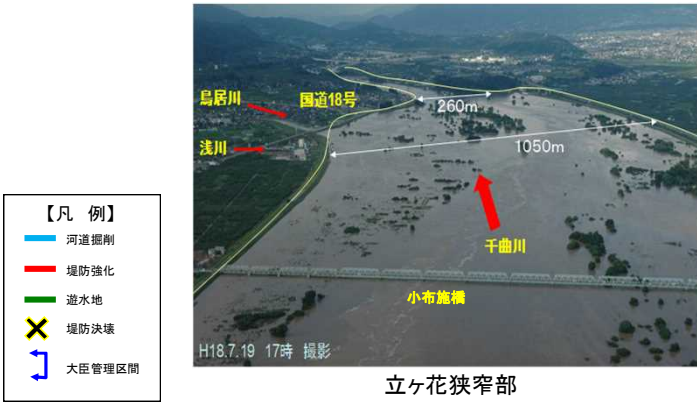 鳥居川
国道18号
260m
浅川
1050m
千曲川
小布施橋
H18.7.19 17時 撮影
立ヶ花狭窄部
【凡 例】
河道掘削
堤防強化
遊水地
堤防決壊
大臣管理区間